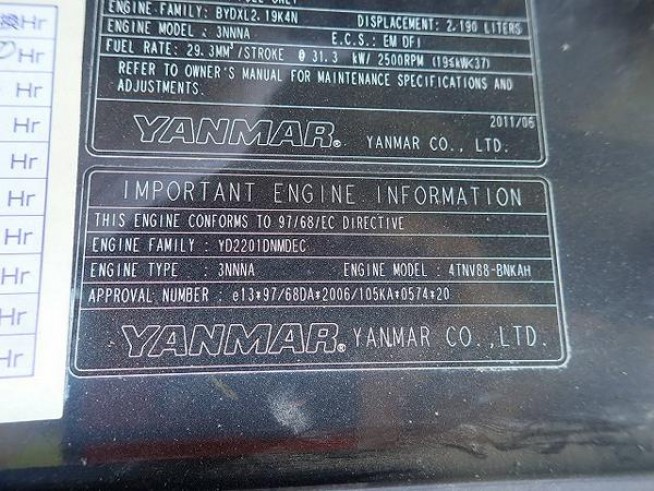 Hr
Hr
Hr
Hr
Hr
Hr
Hr
Hr
Hr
Hr
ENGINE FAMILY: BYDXL2.19K4N DISPLACEMENT: 2.190 LITERS
ENGINE MODEL : 3NNNA E.C.S.: EM DFI
FUEL RATE: 29.3MM³/STROKE @ 31.3 kW/ 2500RPM (19≤kW<37)
REFER TO OWNER'S MANUAL FOR MAINTENANCE SPECIFICATIONS AND
ADJUSTMENTS.
2011/06
YANMAR® YANMAR CO., LTD.
IMPORTANT ENGINE INFORMATION
THIS ENGINE CONFORMS TO 97/68/EC DIRECTIVE
ENGINE FAMILY : YD2201DNMDEC
ENGINE TYPE : 3NNNA ENGINE MODEL : 4TNV88-BNKAH
APPROVAL NUMBER : e13*97/68DA*2006/105KA*0574*20
YANMAR® YANMAR CO.,LTD.